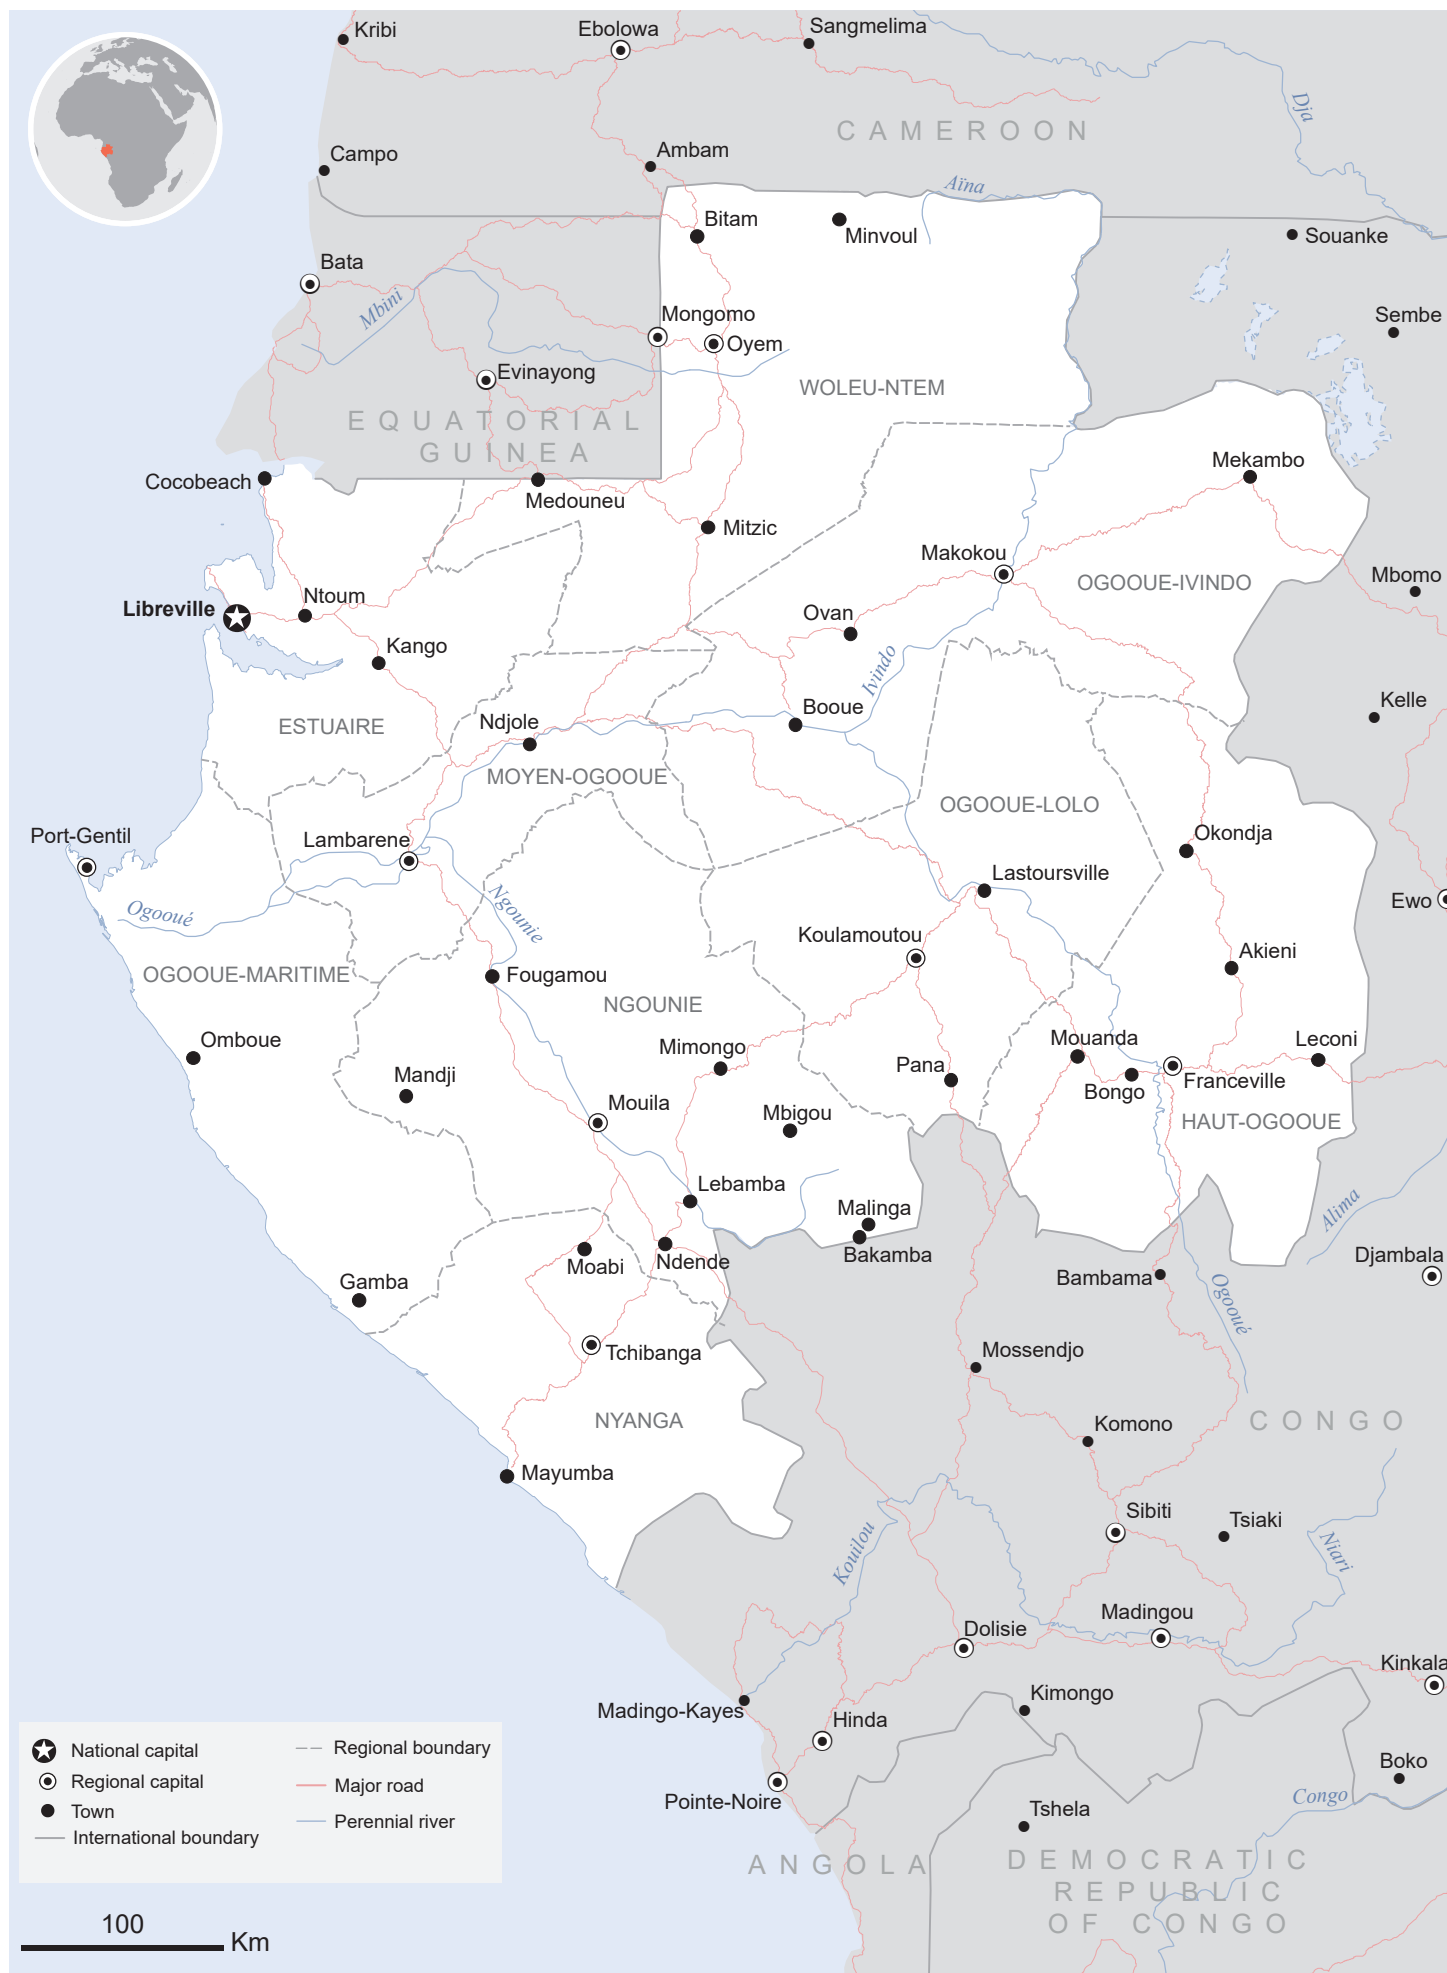 Kribi
Ebolowa
Sangmelima
Dja
CAMEROON
Campo
Ambam
Aïna
Bitam
Minvoul
Souanke
Bata
Mbini
Mongomo
Oyem
Sembe
Evinayong
WOLEU-NTEM
EQUATORIAL
GUINEA
Cocobeach
Medouneu
Mekambo
Mitzic
Makokou
OGOOUE-IVINDO
Mbomo
Libreville
Ntoum
Ovan
Kango
Ivindo
Kelle
ESTUAIRE
Ndjole
Booue
MOYEN-OGOOUE
OGOOUE-LOLO
Port-Gentil
Lambarene
Okondja
Lastoursville
Ewo
Ogooué
Ngounie
Koulamoutou
Akieni
OGOOUE-MARITIME
Fougamou
NGOUNIE
Omboue
Mimongo
Mouanda
Leconi
Mandji
Pana
Bongo
Franceville
Mouila
Mbigou
HAUT-OGOOUE
Lebamba
Malinga
Alima
Bakamba
Moabi
Ndende
Djambala
Gamba
Bambama
Ogooué
Tchibanga
Mossendjo
NYANGA
Komono
CONGO
Mayumba
Sibiti
Tsiaki
Kouilou
Niari
Madingou
Dolisie
Kinkala
Madingo-Kayes
Kimongo
Hinda
Boko
Pointe-Noire
Congo
Tshela
ANGOLA
DEMOCRATIC
REPUBLIC
OF CONGO
National capital
Regional capital
Town
International boundary
Regional boundary
Major road
Perennial river
100
Km